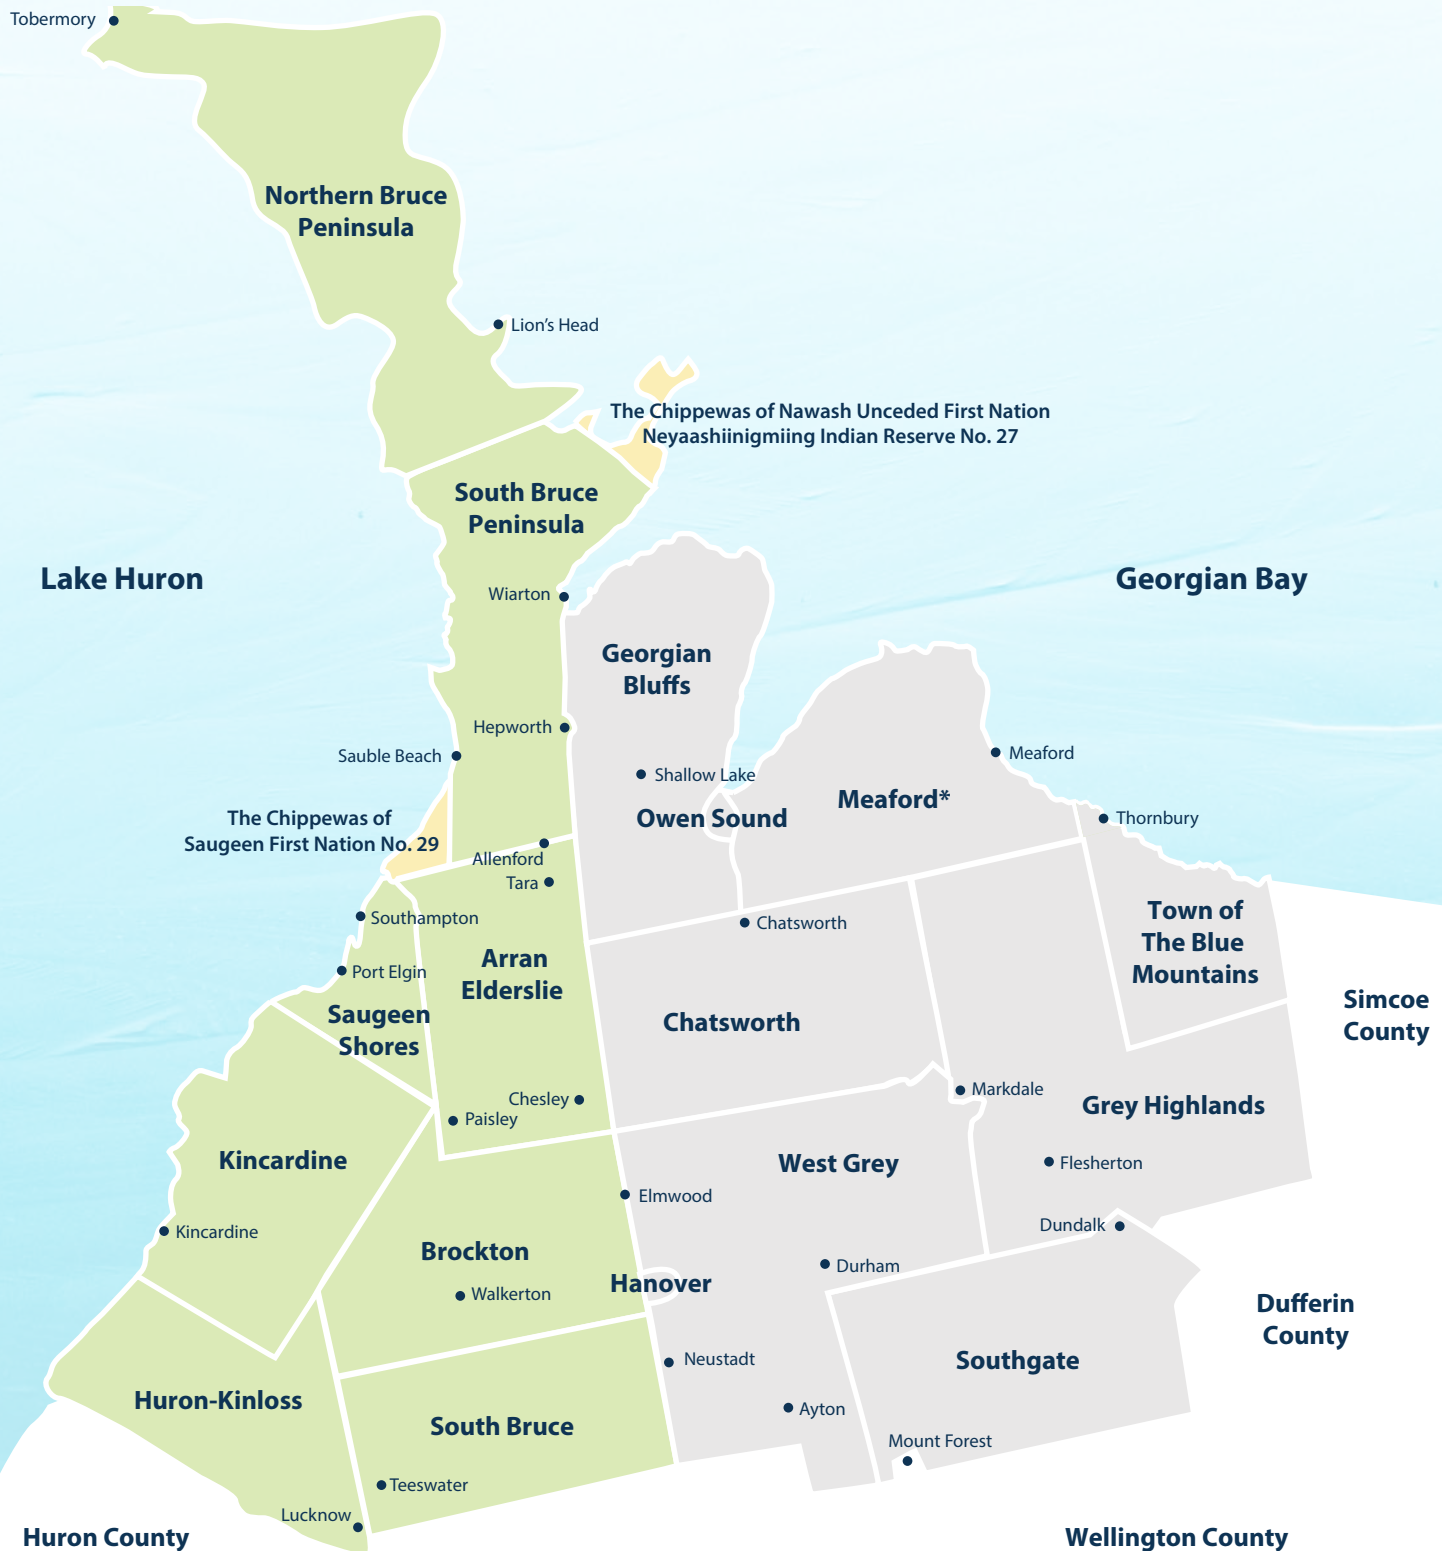 Tobermory
Northern Bruce
Peninsula
Lion's Head
The Chippewas of Nawash Unceded First Nation
Neyaashiinigmiing Indian Reserve No. 27
South Bruce
Peninsula
Lake Huron
Georgian Bay
Wiarton
Georgian
Bluffs
Hepworth
Sauble Beach
Meaford
Shallow Lake
Meaford*
The Chippewas of
Saugeen First Nation No. 29
Owen Sound
Thornbury
Allenford
Tara
Southampton
Chatsworth
Town of
The Blue
Mountains
Arran
Elderslie
Port Elgin
Saugeen
Shores
Chatsworth
Simcoe
County
Chesley
Paisley
Markdale
Grey Highlands
Kincardine
West Grey
Flesherton
Elmwood
Kincardine
Dundalk
Brockton
Durham
Hanover
Walkerton
Dufferin
County
Neustadt
Southgate
Huron-Kinloss
South Bruce
Ayton
Mount Forest
Teeswater
Lucknow
Huron County
Wellington County